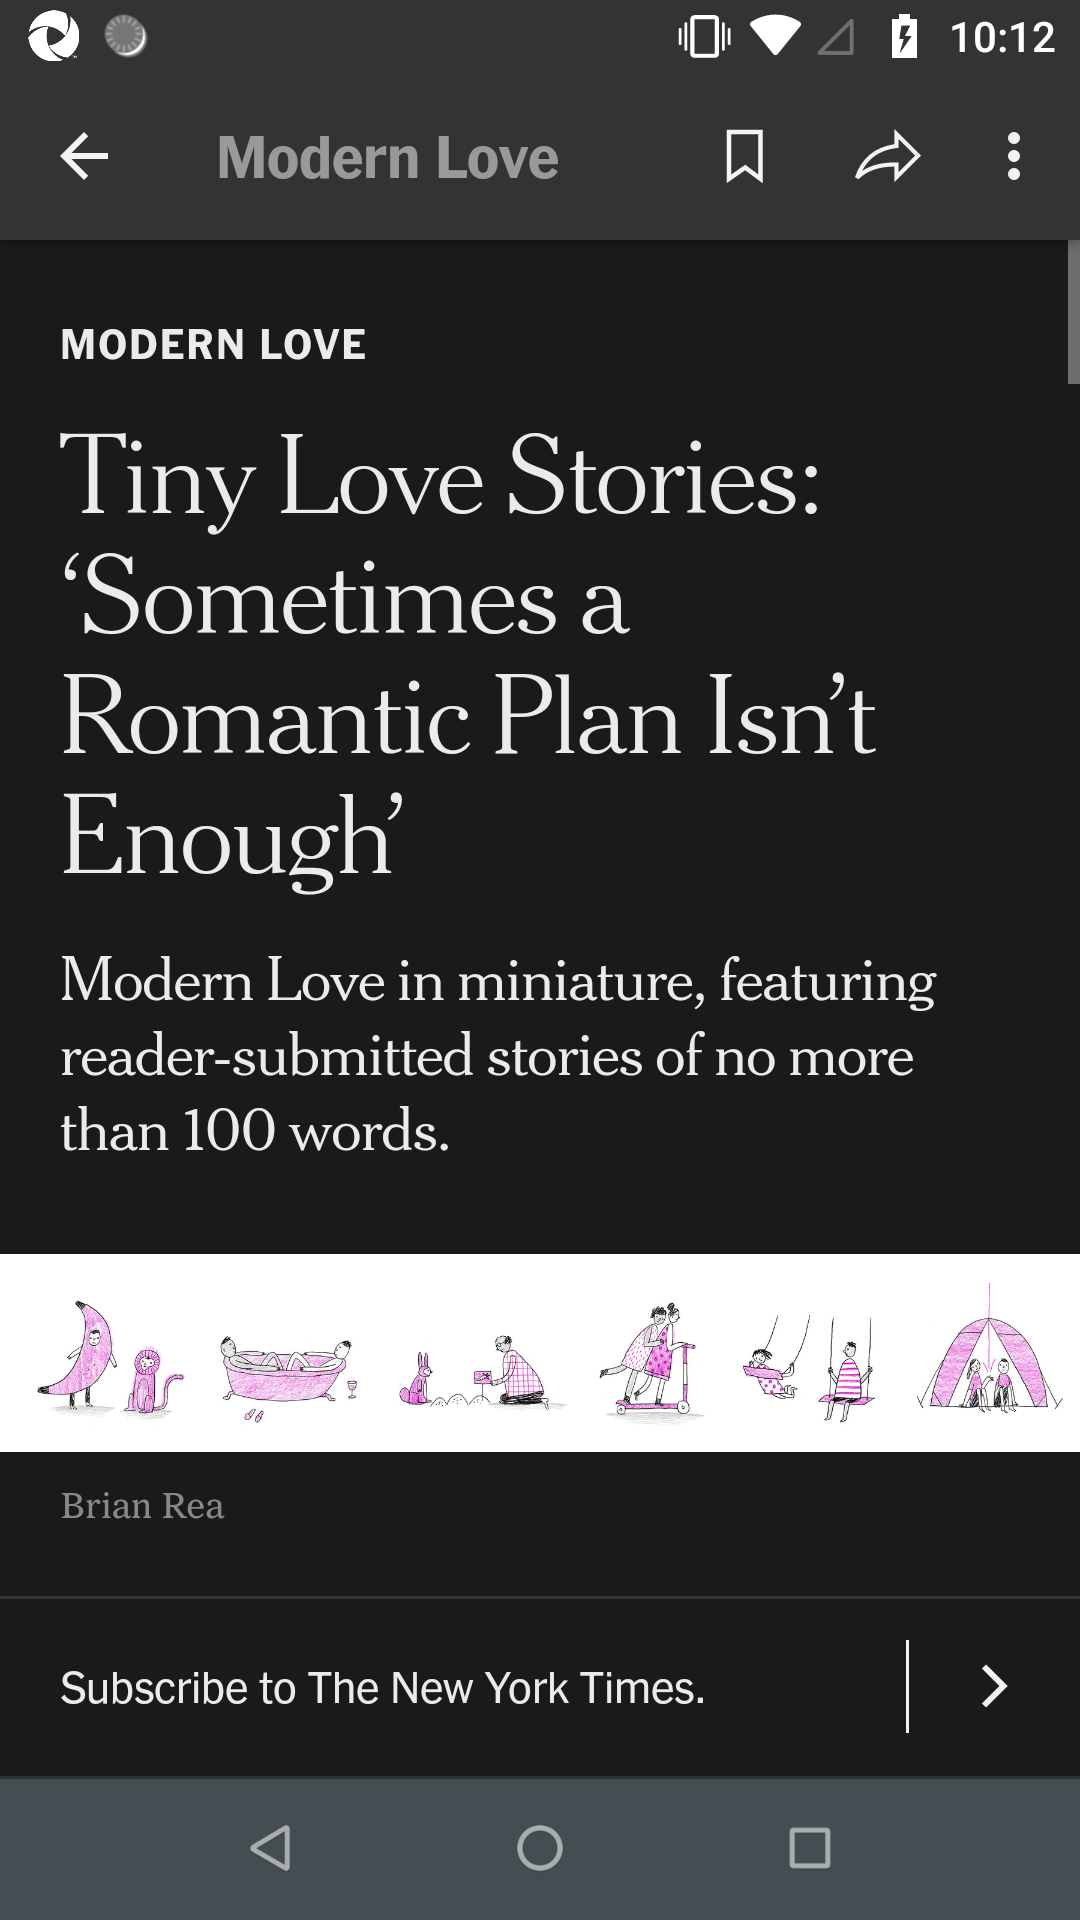 10:12
Modern Love
MODERN LOVE
Tiny Love Stories:
‘Sometimes a
Romantic Plan Isn’t
Enough’
Modern Love in miniature, featuring
reader-submitted stories of no more
than 100 words.
Brian Rea
Subscribe to The New York Times.